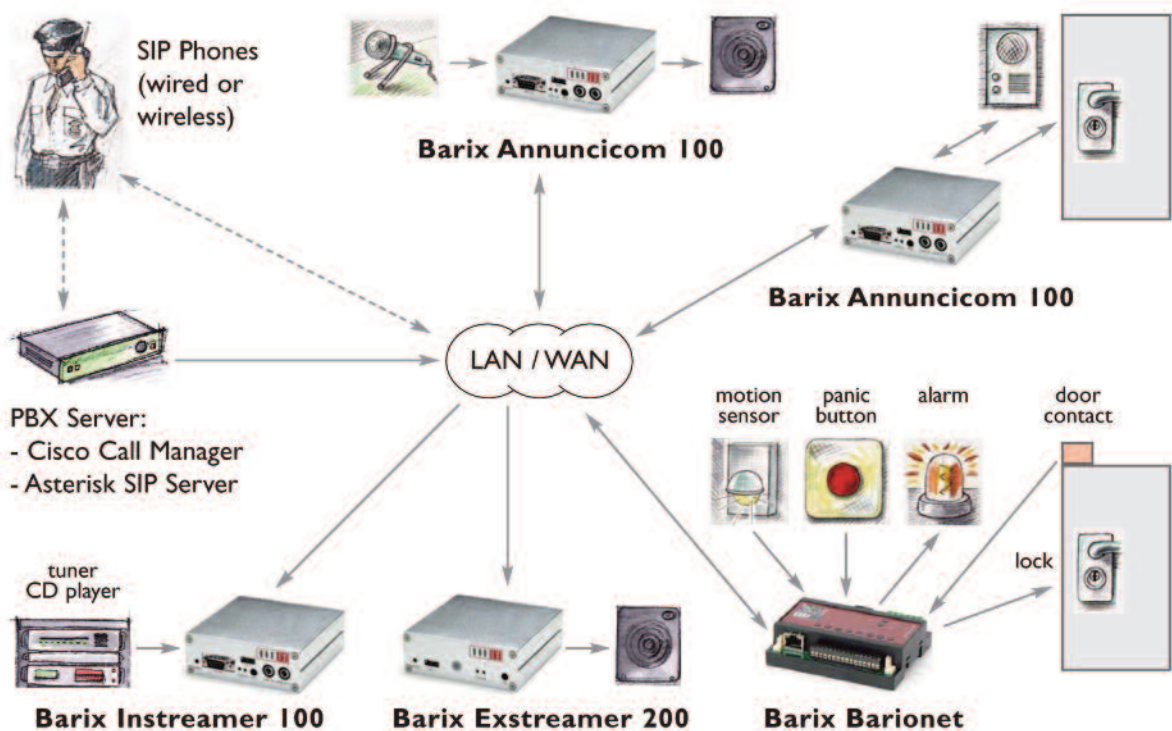 SIP Phones
(wired or
wireless)
Barix Annuncicom 100
Barix Annuncicom 100
LAN / WAN
PBX Server:
- Cisco Call Manager
- Asterisk SIP Server
motion
sensor
panic
button
alarm
door
contact
lock
tuner
CD player
Barix Instreamer 100
Barix Exstreamer 200
Barix Barionet